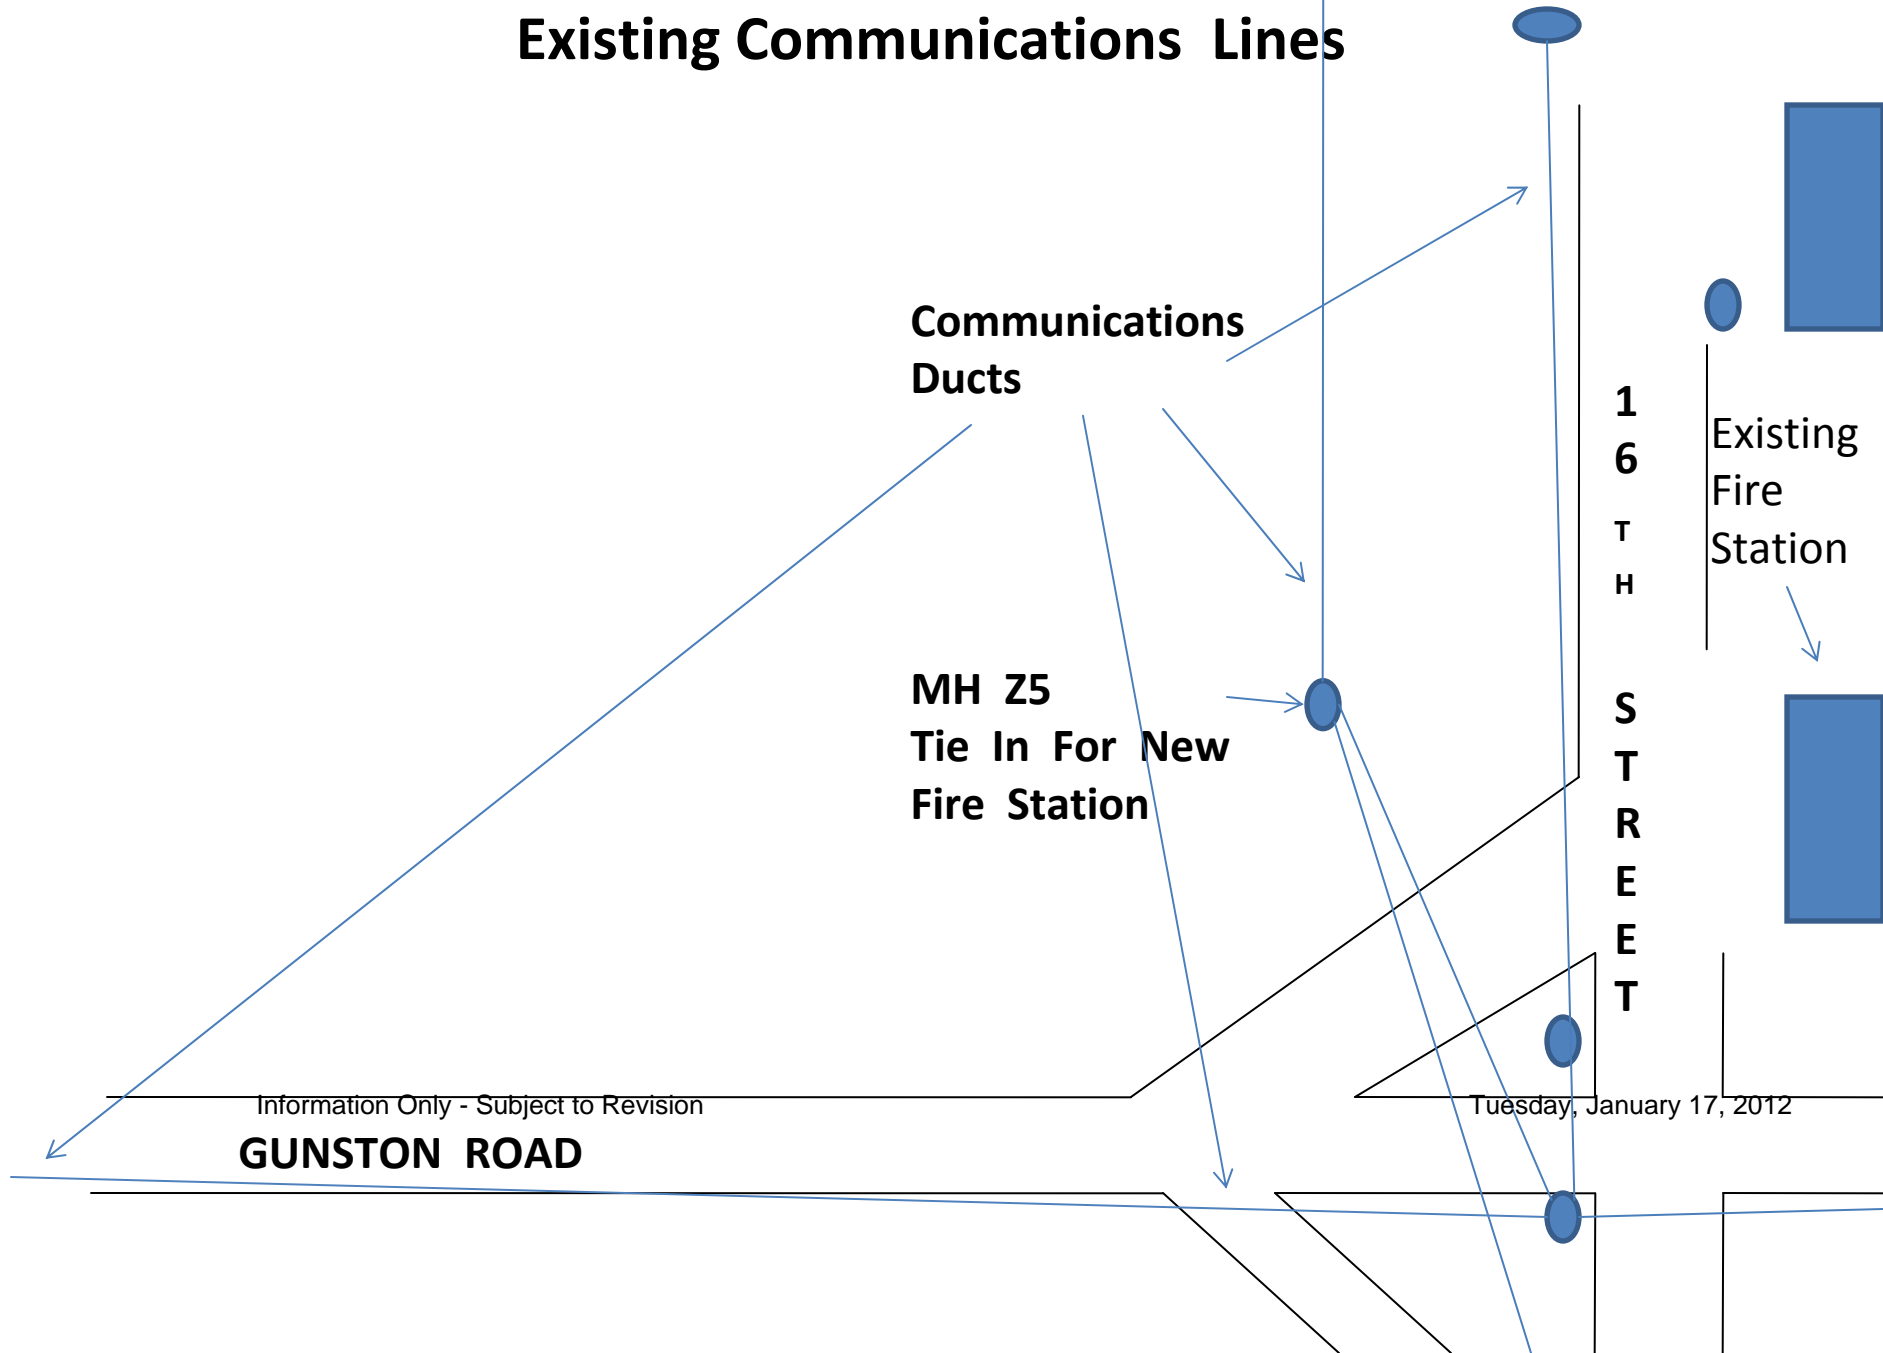 Existing Communications Lines
Communications
Ducts
1
6
T
H
S
T
R
E
E
T
Existing
Fire
Station
MH Z5
Tie In For New
Fire Station
Information Only - Subject to Revision
Tuesday, January 17, 2012
GUNSTON ROAD